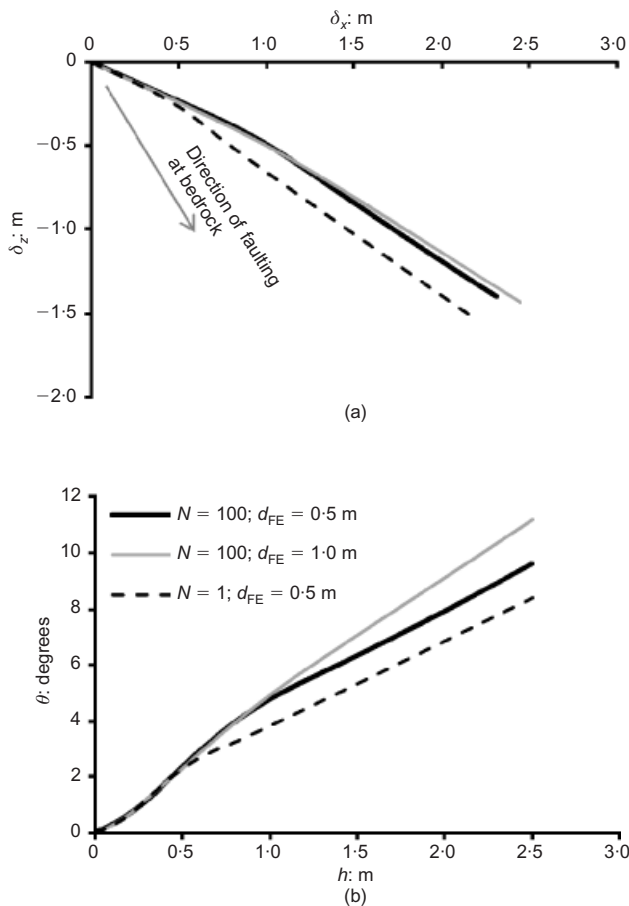 δx: m
0 0·5 1·0 1·5 2·0 2·5 3·0
0
−0·5
−1·0
−1·5
−2·0
δz: m
Direction of faulting
at bedrock
(a)
12
10
8
6
4
2
0
θ: degrees
N = 100; dFE = 0·5 m
N = 100; dFE = 1·0 m
N = 1; dFE = 0·5 m
0 0·5 1·0 1·5 2·0 2·5 3·0
h: m
(b)